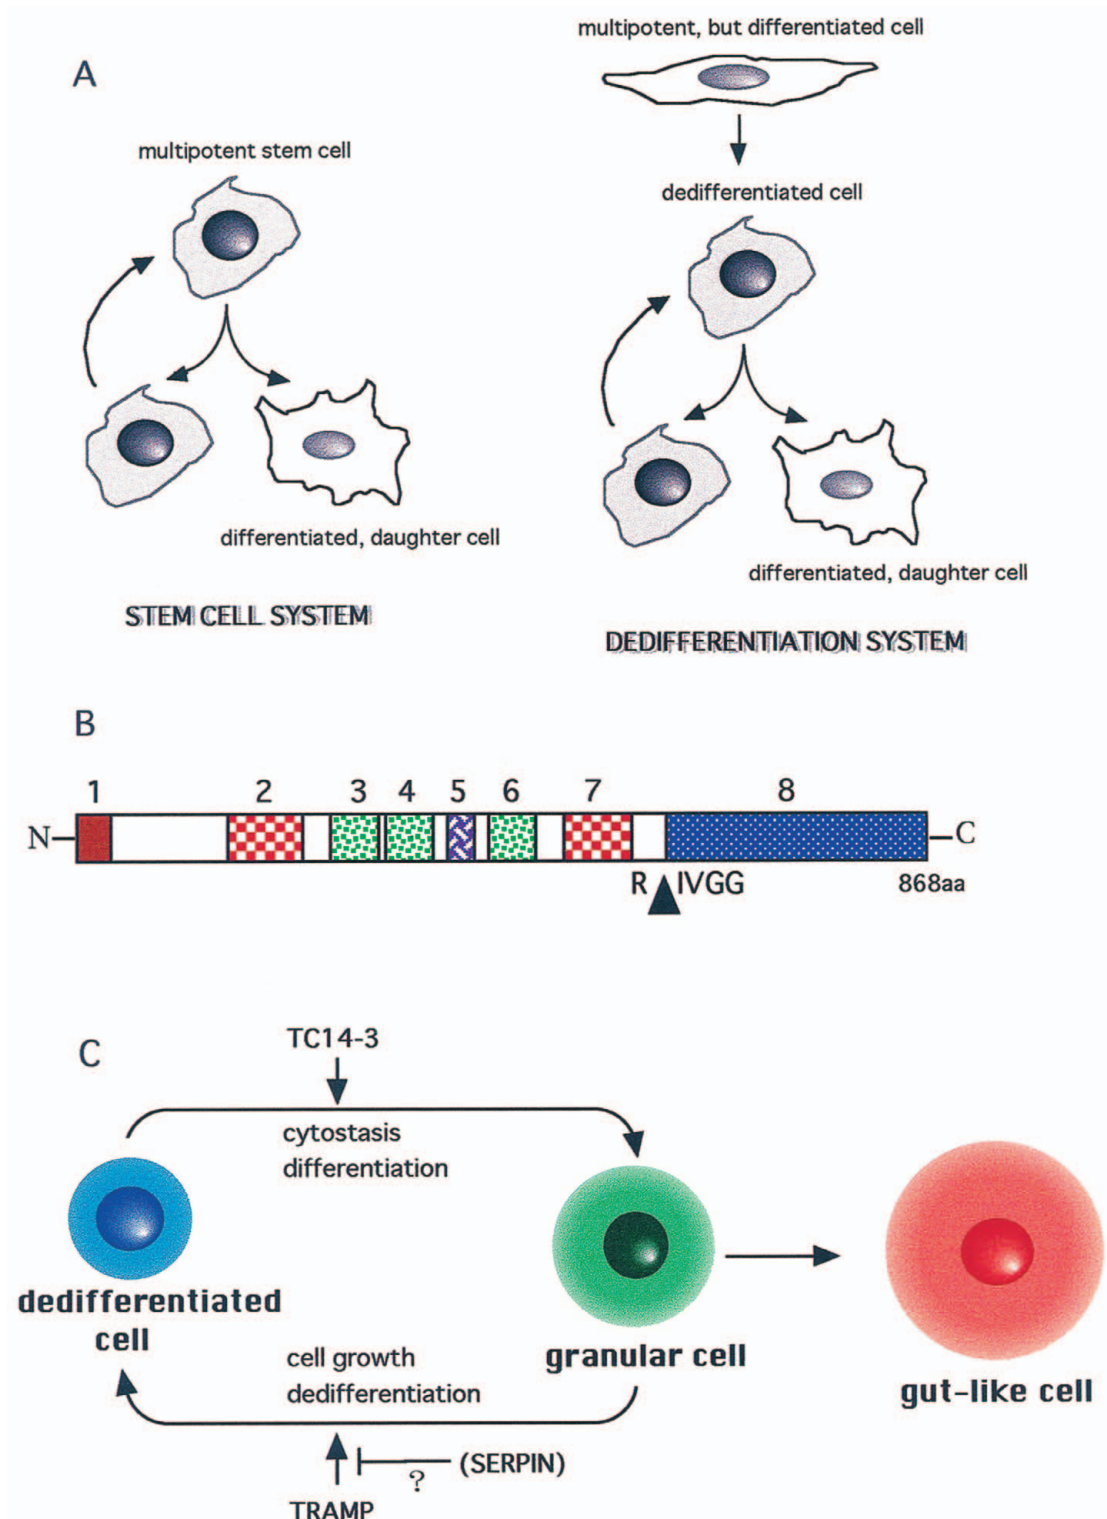 A
multipotent stem cell
differentiated, daughter cell
STEM CELL SYSTEM
multipotent, but differentiated cell
dedifferentiated cell
differentiated, daughter cell
DEDIFFERENTIATION SYSTEM
B
1 2 3 4 5 6 7 8
N C
R IVGG 868aa
C
TC14-3
cytostasis
differentiation
dedifferentiated
cell
granular cell
gut-like cell
cell growth
dedifferentiation
? (SERPIN)
TRAMP